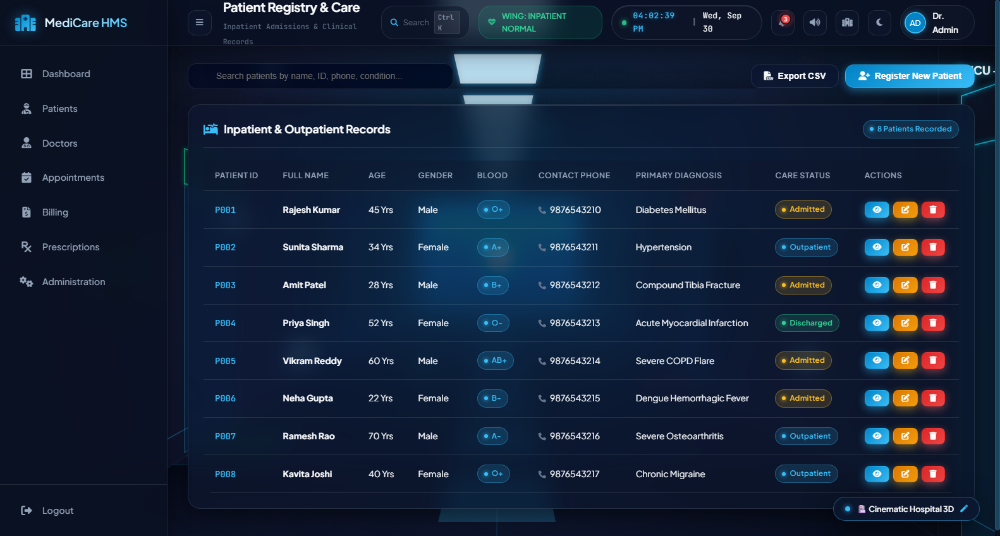 MediCare HMS
Patient Registry & Care
Inpatient Admissions & Clinical
Records
Search Ctrl K
WING: INPATIENT
NORMAL
04:02:39
PM
|
Wed, Sep
30
3
AD
Dr.
Admin
Dashboard
Patients
Doctors
Appointments
Billing
Prescriptions
Administration
Logout
Search patients by name, ID, phone, condition...
Export CSV
Register New Patient
CU -
Inpatient & Outpatient Records
8 Patients Recorded
PATIENT ID FULL NAME AGE GENDER BLOOD CONTACT PHONE PRIMARY DIAGNOSIS CARE STATUS ACTIONS
P001 Rajesh Kumar 45 Yrs Male O+ 9876543210 Diabetes Mellitus Admitted
P002 Sunita Sharma 34 Yrs Female A+ 9876543211 Hypertension Outpatient
P003 Amit Patel 28 Yrs Male B+ 9876543212 Compound Tibia Fracture Admitted
P004 Priya Singh 52 Yrs Female O- 9876543213 Acute Myocardial Infarction Discharged
P005 Vikram Reddy 60 Yrs Male AB+ 9876543214 Severe COPD Flare Admitted
P006 Neha Gupta 22 Yrs Female B- 9876543215 Dengue Hemorrhagic Fever Admitted
P007 Ramesh Rao 70 Yrs Male A- 9876543216 Severe Osteoarthritis Outpatient
P008 Kavita Joshi 40 Yrs Female O+ 9876543217 Chronic Migraine Outpatient
Cinematic Hospital 3D